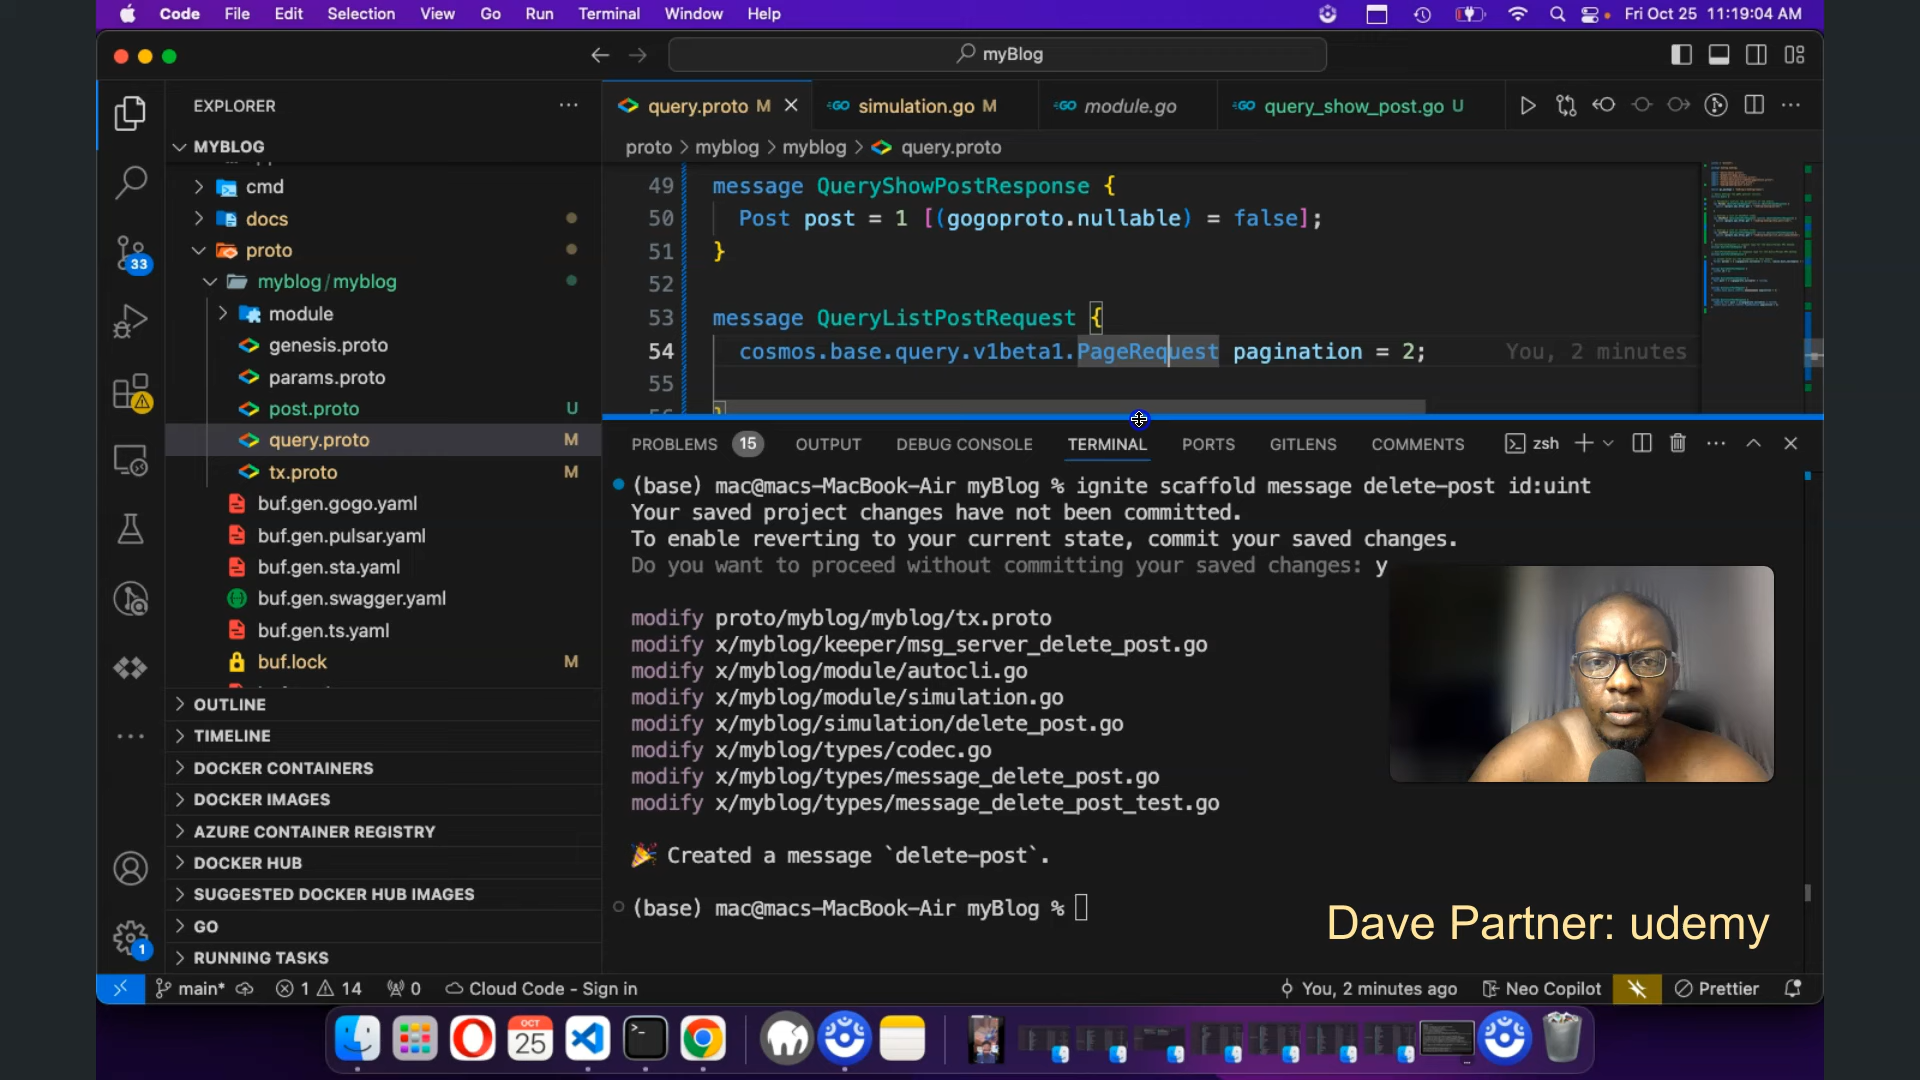 Code File Edit Selection View Go Run Terminal Window Help Fri Oct 25 11:19:04 AM
myBlog
EXPLORER
MYBLOG
cmd
docs
proto
myblog/myblog
module
genesis.proto
params.proto
post.proto U
query.proto M
tx.proto M
buf.gen.gogo.yaml
buf.gen.pulsar.yaml
buf.gen.sta.yaml
buf.gen.swagger.yaml
buf.gen.ts.yaml
buf.lock M
OUTLINE
TIMELINE
DOCKER CONTAINERS
DOCKER IMAGES
AZURE CONTAINER REGISTRY
DOCKER HUB
SUGGESTED DOCKER HUB IMAGES
GO
RUNNING TASKS
33
1
query.proto M simulation.go M module.go query_show_post.go U
proto > myblog > myblog > query.proto
49 message QueryShowPostResponse {
50 Post post = 1 [(gogoproto.nullable) = false];
51 }
52
53 message QueryListPostRequest {
54 cosmos.base.query.v1beta1.PageRequest pagination = 2; You, 2 minutes
55
PROBLEMS 15 OUTPUT DEBUG CONSOLE TERMINAL PORTS GITLENS COMMENTS zsh
(base) mac@macs-MacBook-Air myBlog % ignite scaffold message delete-post id:uint
Your saved project changes have not been committed.
To enable reverting to your current state, commit your saved changes.
Do you want to proceed without committing your saved changes: y
modify proto/myblog/myblog/tx.proto
modify x/myblog/keeper/msg_server_delete_post.go
modify x/myblog/module/autocli.go
modify x/myblog/module/simulation.go
modify x/myblog/simulation/delete_post.go
modify x/myblog/types/codec.go
modify x/myblog/types/message_delete_post.go
modify x/myblog/types/message_delete_post_test.go
🎉 Created a message `delete-post`.
(base) mac@macs-MacBook-Air myBlog %
Dave Partner: udemy
main* 1 14 0 Cloud Code - Sign in You, 2 minutes ago Neo Copilot Prettier
OCT
25